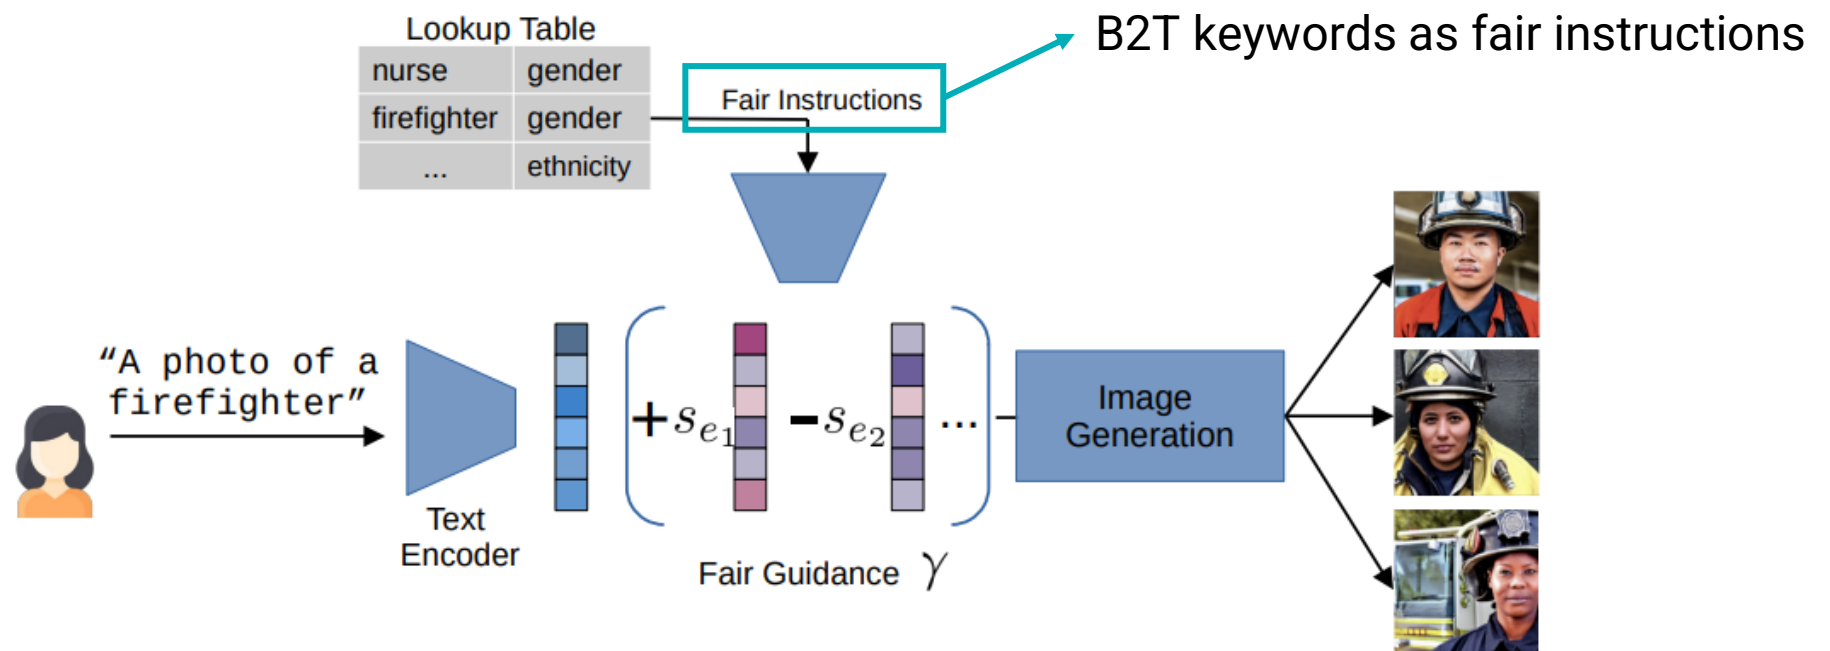 Lookup Table
nurse gender
firefighter gender
... ethnicity
Fair Instructions
B2T keywords as fair instructions
“A photo of a
firefighter”
Text
Encoder
+ s_{e_1} - s_{e_2} ...
Fair Guidance γ
Image
Generation